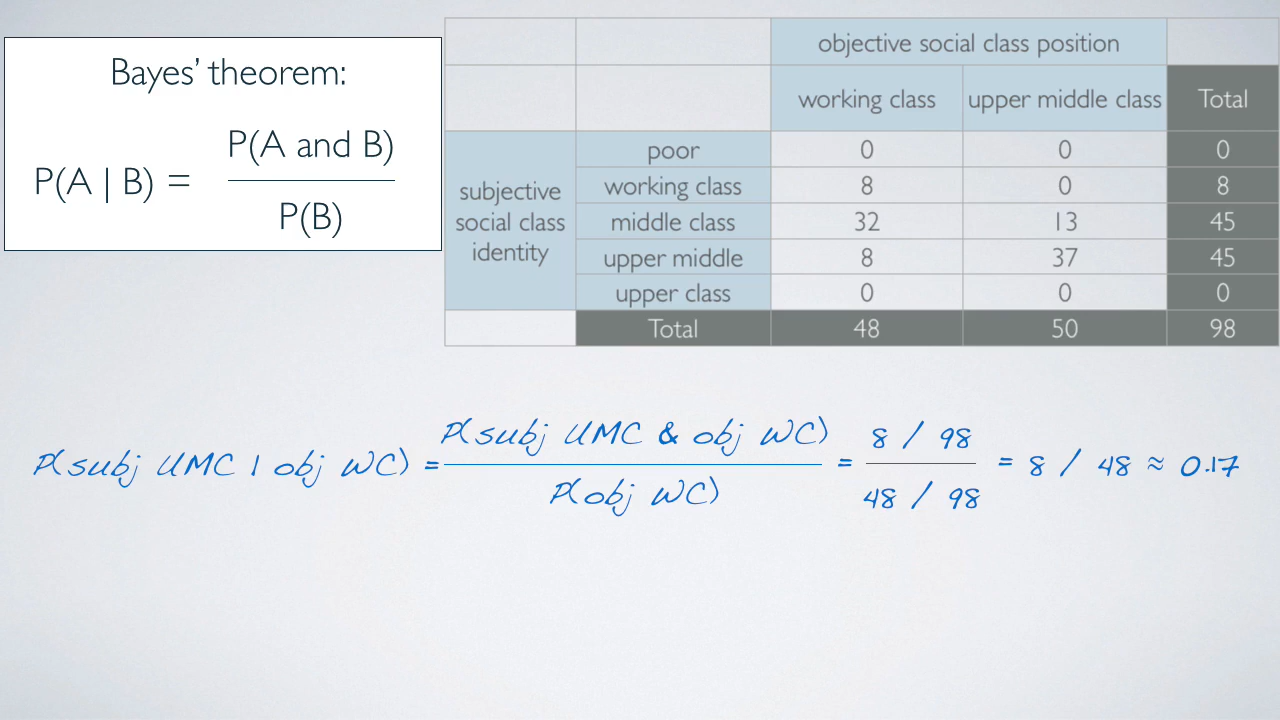 Bayes' theorem:
P(A | B) = P(A and B)
P(B)
objective social class position
working class upper middle class Total
subjective social class identity
poor 0 0 0
working class 8 0 8
middle class 32 13 45
upper middle 8 37 45
upper class 0 0 0
Total 48 50 98
P(subj UMC | obj WC) = P(subj UMC & obj WC) = 8 / 98 = 8 / 48 ≈ 0.17
P(obj WC) 48 / 98